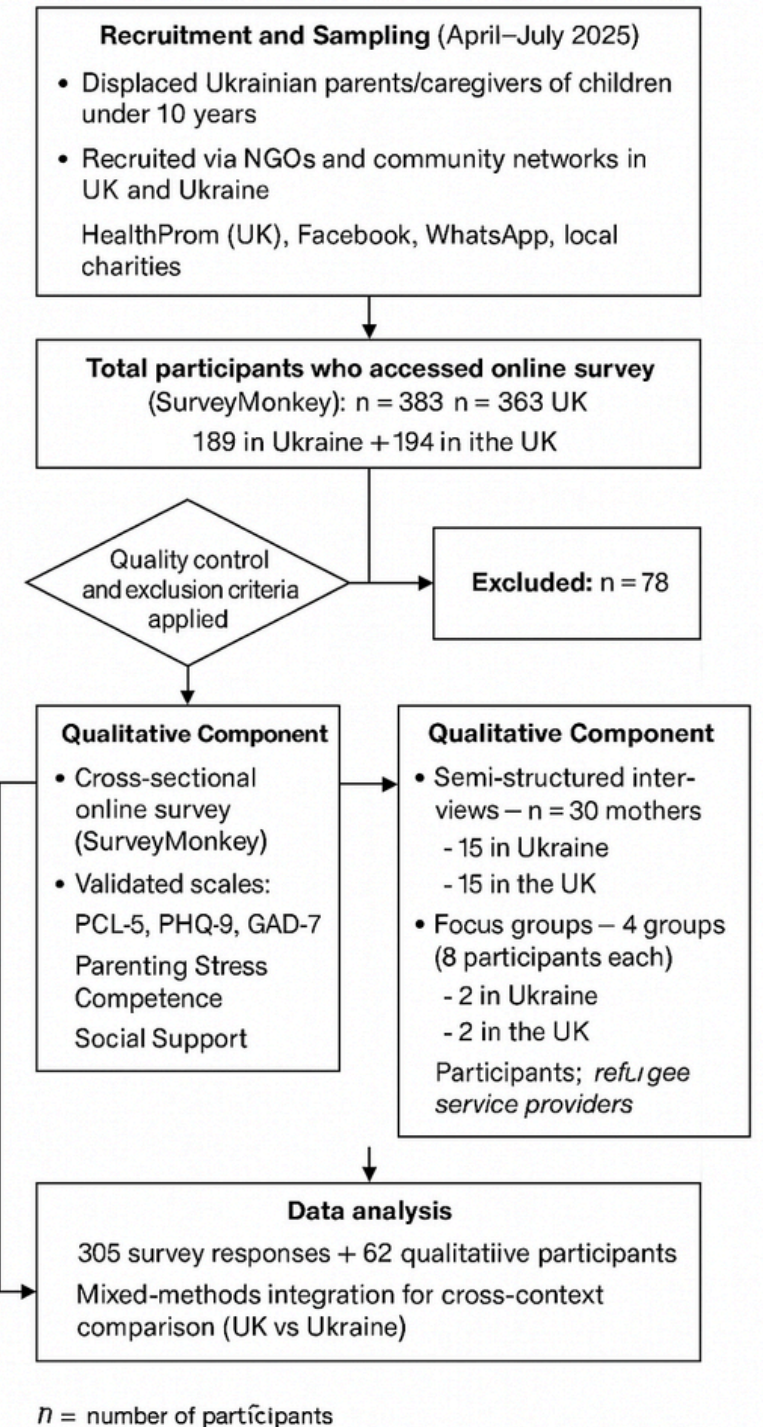 Recruitment and Sampling (April–July 2025)
• Displaced Ukrainian parents/caregivers of children
under 10 years
• Recruited via NGOs and community networks in
UK and Ukraine
HealthProm (UK), Facebook, WhatsApp, local
charities
Total participants who accessed online survey
(SurveyMonkey): n = 383 n = 363 UK
189 in Ukraine + 194 in ithe UK
Quality control
and exclusion criteria
applied
Excluded: n = 78
Qualitative Component
• Cross-sectional
online survey
(SurveyMonkey)
• Validated scales:
PCL-5, PHQ-9, GAD-7
Parenting Stress
Competence
Social Support
Qualitative Component
• Semi-structured inter-
views – n = 30 mothers
- 15 in Ukraine
- 15 in the UK
• Focus groups – 4 groups
(8 participants each)
- 2 in Ukraine
- 2 in the UK
Participants; refugee
service providers
Data analysis
305 survey responses + 62 qualitatiive participants
Mixed-methods integration for cross-context
comparison (UK vs Ukraine)
n = number of participants